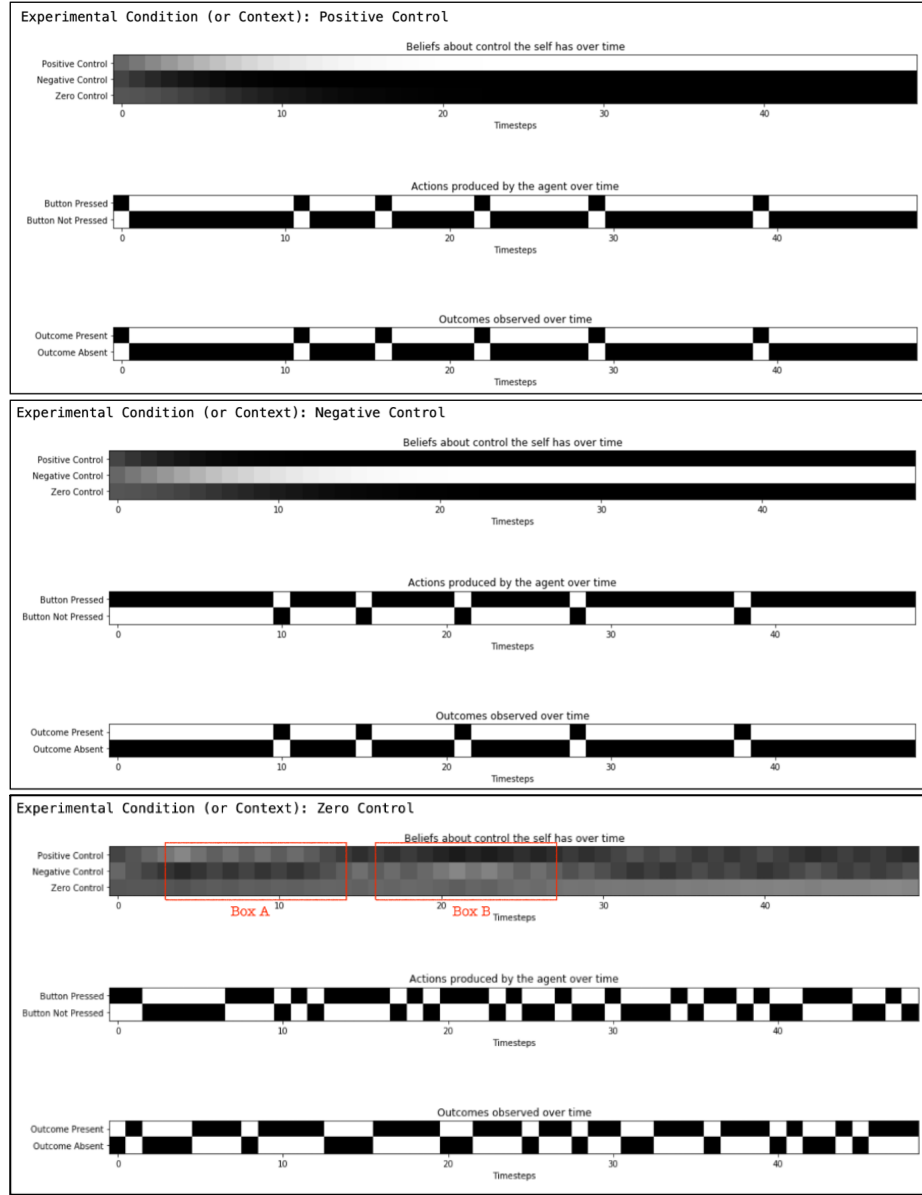 Experimental Condition (or Context): Positive Control
Beliefs about control the self has over time
Positive Control
Negative Control
Zero Control
0 10 20 30 40
Timesteps
Actions produced by the agent over time
Button Pressed
Button Not Pressed
0 10 20 30 40
Timesteps
Outcomes observed over time
Outcome Present
Outcome Absent
0 10 20 30 40
Timesteps
Experimental Condition (or Context): Negative Control
Beliefs about control the self has over time
Positive Control
Negative Control
Zero Control
0 10 20 30 40
Timesteps
Actions produced by the agent over time
Button Pressed
Button Not Pressed
0 10 20 30 40
Timesteps
Outcomes observed over time
Outcome Present
Outcome Absent
0 10 20 30 40
Timesteps
Experimental Condition (or Context): Zero Control
Beliefs about control the self has over time
Positive Control
Negative Control
Zero Control
0 10 20 30 40
Box A Box B
Timesteps
Actions produced by the agent over time
Button Pressed
Button Not Pressed
0 10 20 30 40
Timesteps
Outcomes observed over time
Outcome Present
Outcome Absent
0 10 20 30 40
Timesteps